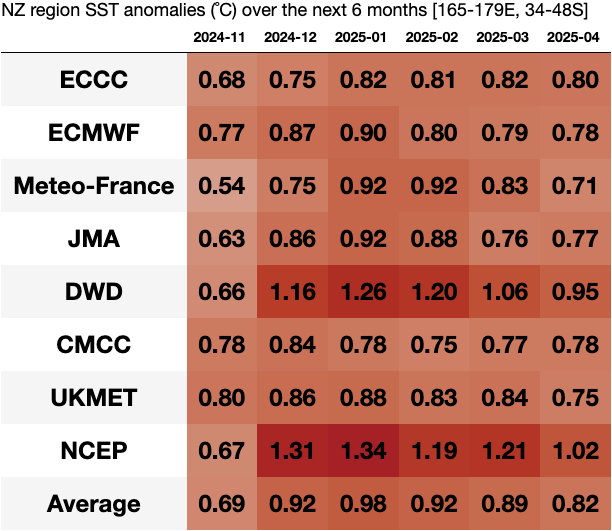 NZ region SST anomalies (℃) over the next 6 months [165-179E, 34-48S]
2024-11 2024-12 2025-01 2025-02 2025-03 2025-04
ECCC 0.68 0.75 0.82 0.81 0.82 0.80
ECMWF 0.77 0.87 0.90 0.80 0.79 0.78
Meteo-France 0.54 0.75 0.92 0.92 0.83 0.71
JMA 0.63 0.86 0.92 0.88 0.76 0.77
DWD 0.66 1.16 1.26 1.20 1.06 0.95
CMCC 0.78 0.84 0.78 0.75 0.77 0.78
UKMET 0.80 0.86 0.88 0.83 0.84 0.75
NCEP 0.67 1.31 1.34 1.19 1.21 1.02
Average 0.69 0.92 0.98 0.92 0.89 0.82